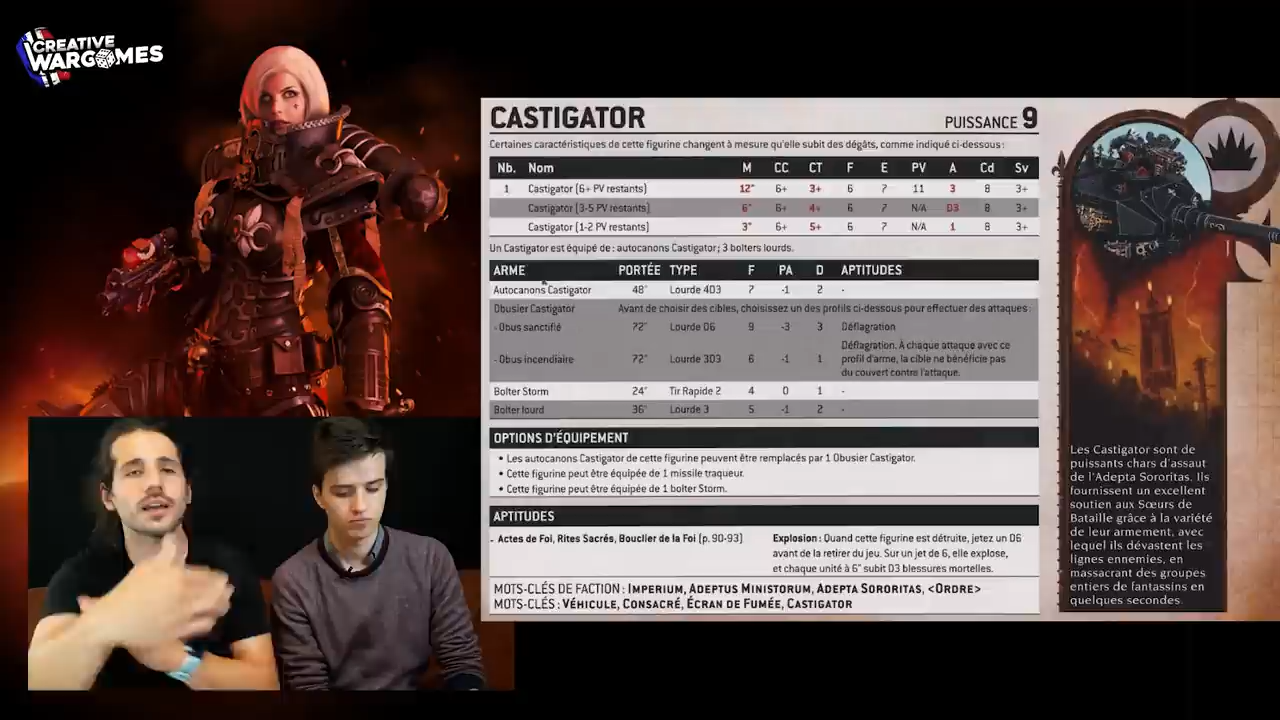 CREATIVE
WARGAMES
CASTIGATOR
PUISSANCE 9
Certaines caractéristiques de cette figurine changent à mesure qu'elle subit des dégâts, comme indiqué ci-dessous :
Nb. Nom M CC CT F E PV A Cd Sv
1 Castigator (6+ PV restants) 12" 6+ 3+ 6 7 11 3 8 3+
Castigator (3-5 PV restants) 6" 6+ 4+ 6 7 N/A D3 8 3+
Castigator (1-2 PV restants) 3" 6+ 5+ 6 7 N/A 1 8 3+
Un Castigator est équipé de : autocanons Castigator ; 3 bolters lourds.
ARME PORTÉE TYPE F PA D APTITUDES
Autocanons Castigator 48" Lourde 4D3 7 -1 2 -
Obusier Castigator Avant de choisir des cibles, choisissez un des profils ci-dessous pour effectuer des attaques :
- Obus sanctifié 72" Lourde D6 9 -3 3 Déflagration
- Obus incendiaire 72" Lourde 3D3 6 -1 1 Déflagration. À chaque attaque avec ce
profil d'arme, la cible ne bénéficie pas
du couvert contre l'attaque.
Bolter Storm 24" Tir Rapide 2 4 0 1 -
Bolter lourd 36" Lourde 3 5 -1 2 -
OPTIONS D'ÉQUIPEMENT
• Les autocanons Castigator de cette figurine peuvent être remplacés par 1 Obusier Castigator.
• Cette figurine peut être équipée de 1 missile traqueur.
• Cette figurine peut être équipée de 1 bolter Storm.
APTITUDES
- Actes de Foi, Rites Sacrés, Bouclier de la Foi (p. 90-93)
Explosion : Quand cette figurine est détruite, jetez un D6
avant de la retirer du jeu. Sur un jet de 6, elle explose,
et chaque unité à 6" subit D3 blessures mortelles.
MOTS-CLÉS DE FACTION : IMPERIUM, ADEPTUS MINISTORUM, ADEPTA SORORITAS, <ORDRE>
MOTS-CLÉS : VÉHICULE, CONSACRÉ, ÉCRAN DE FUMÉE, CASTIGATOR
Les Castigator sont de
puissants chars d'assaut
de l'Adepta Sororitas. Ils
fournissent un excellent
soutien aux Sœurs de
Bataille grâce à la variété
de leur armement, avec
lequel ils dévastent les
lignes ennemies, en
massacrant des groupes
entiers de fantassins en
quelques secondes.